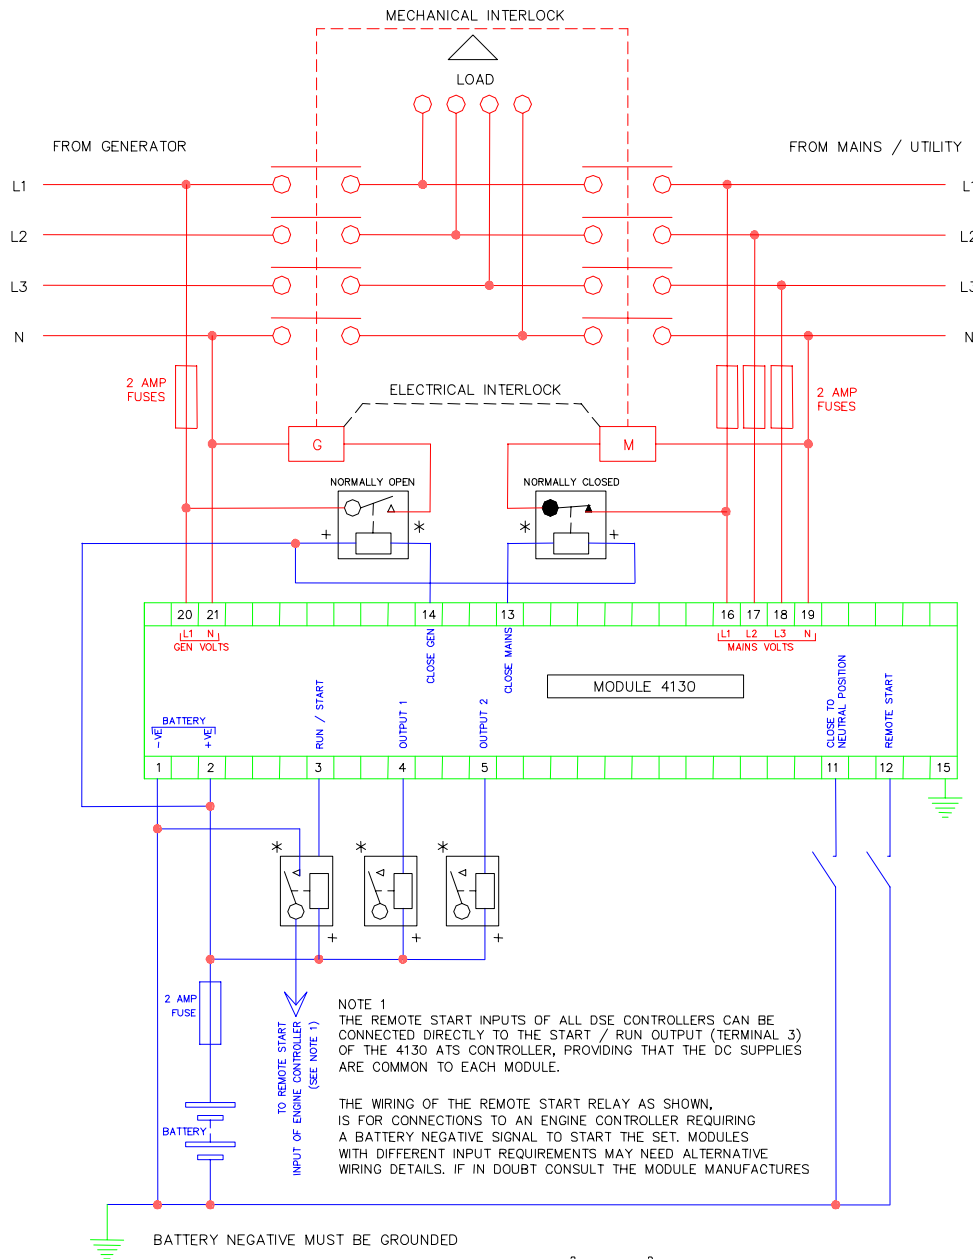 MECHANICAL INTERLOCK
LOAD
FROM GENERATOR
FROM MAINS / UTILITY
L1
L1
L2
L2
L3
L3
N
N
2 AMP
FUSES
ELECTRICAL INTERLOCK
2 AMP
FUSES
G
M
NORMALLY OPEN
NORMALLY CLOSED
+ *
* +
20 21 14 13 16 17 18 19
L1 N
GEN VOLTS
CLOSE GEN
CLOSE MAINS
L1 L2 L3 N
MAINS VOLTS
MODULE 4130
BATTERY
-VE
+VE
RUN / START
OUTPUT 1
OUTPUT 2
CLOSE TO
NEUTRAL POSITION
REMOTE START
1 2 3 4 5 11 12 15
* * *
+ + +
2 AMP
FUSE
TO REMOTE START
INPUT OF ENGINE CONTROLLER
(SEE NOTE 1)
BATTERY
NOTE 1
THE REMOTE START INPUTS OF ALL DSE CONTROLLERS CAN BE
CONNECTED DIRECTLY TO THE START / RUN OUTPUT (TERMINAL 3)
OF THE 4130 ATS CONTROLLER, PROVIDING THAT THE DC SUPPLIES
ARE COMMON TO EACH MODULE.
THE WIRING OF THE REMOTE START RELAY AS SHOWN,
IS FOR CONNECTIONS TO AN ENGINE CONTROLLER REQUIRING
A BATTERY NEGATIVE SIGNAL TO START THE SET. MODULES
WITH DIFFERENT INPUT REQUIREMENTS MAY NEED ALTERNATIVE
WIRING DETAILS. IF IN DOUBT CONSULT THE MODULE MANUFACTURES
BATTERY NEGATIVE MUST BE GROUNDED